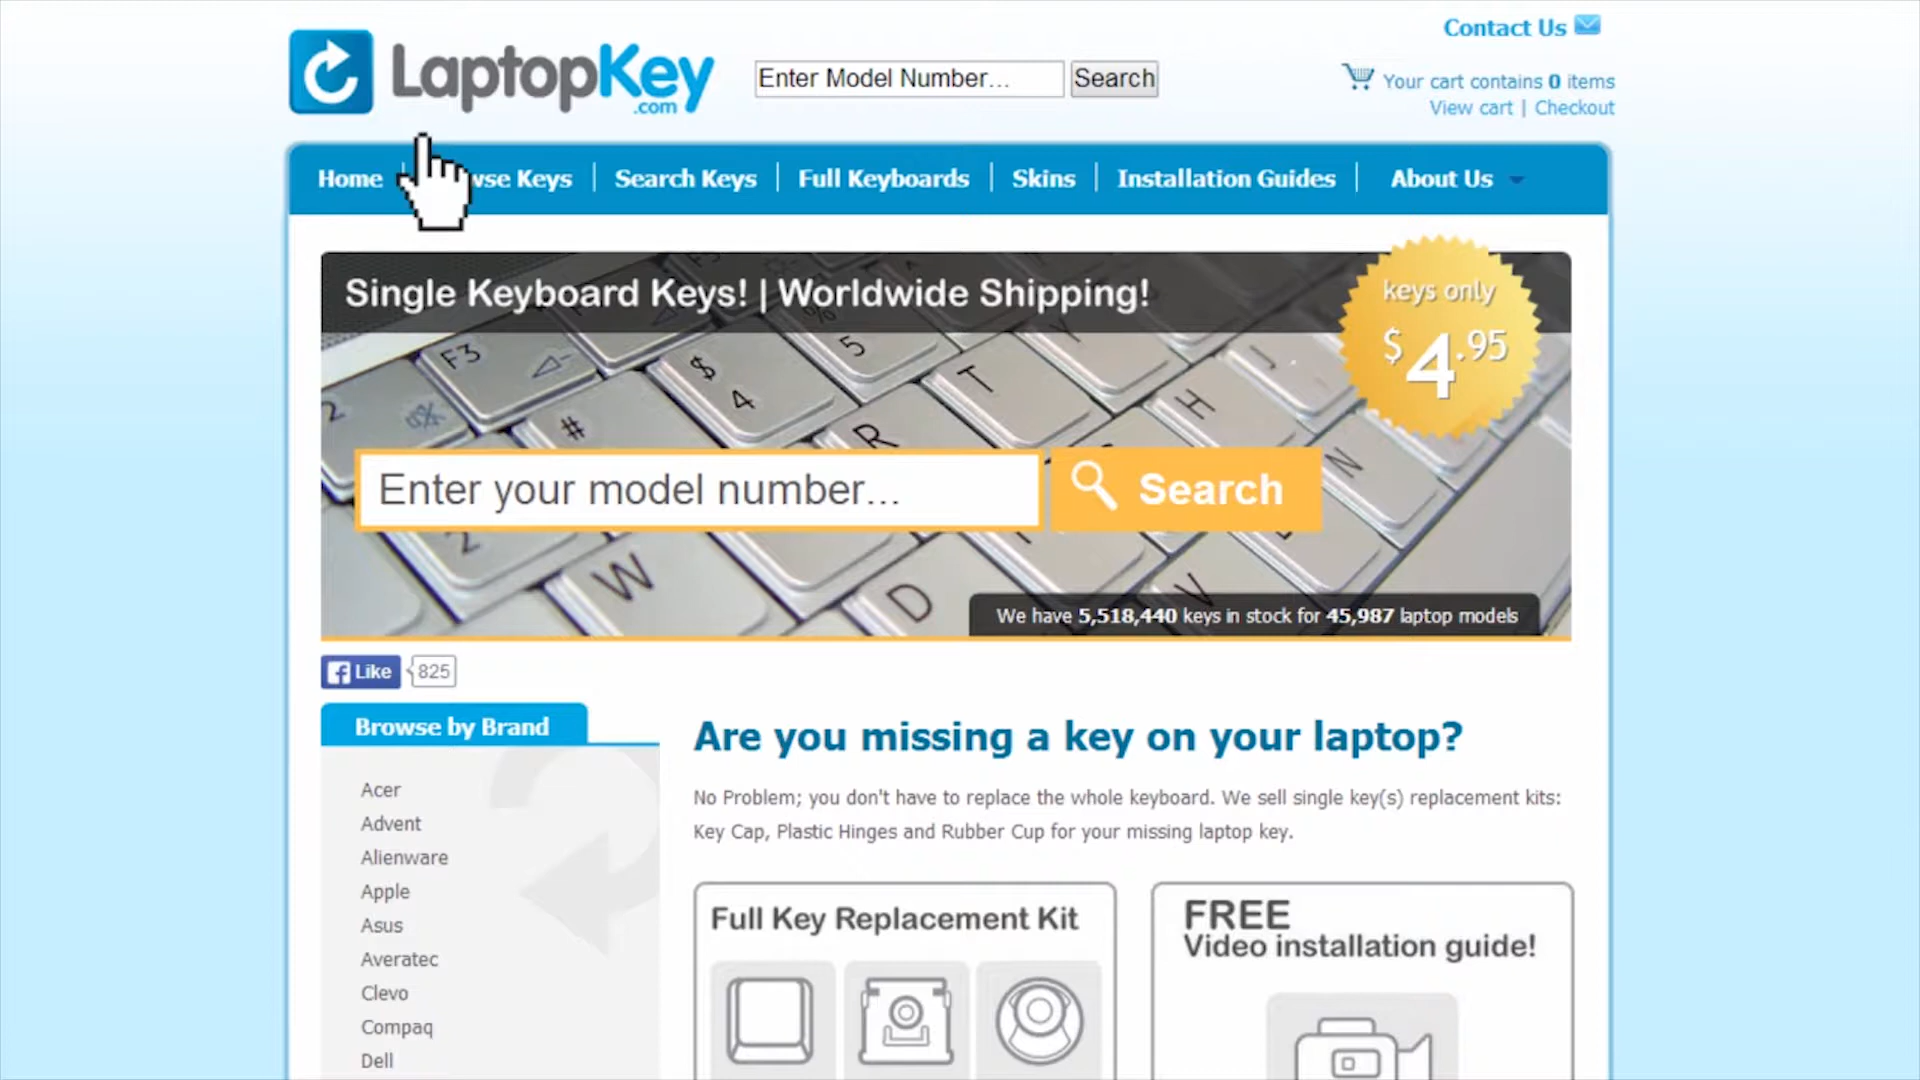 Contact Us
LaptopKey
.com
Enter Model Number...
Search
Your cart contains 0 items
View cart | Checkout
Home
wse Keys
Search Keys
Full Keyboards
Skins
Installation Guides
About Us
Single Keyboard Keys! | Worldwide Shipping!
keys only
$4.95
F3
$
4
%
5
T
H
2
#
R
N
Enter your model number...
Search
W
D
V
We have 5,518,440 keys in stock for 45,987 laptop models
Like
825
Browse by Brand
Are you missing a key on your laptop?
No Problem; you don't have to replace the whole keyboard. We sell single key(s) replacement kits:
Key Cap, Plastic Hinges and Rubber Cup for your missing laptop key.
Acer
Advent
Alienware
Apple
Asus
Averatec
Clevo
Compaq
Dell
Full Key Replacement Kit
FREE
Video installation guide!